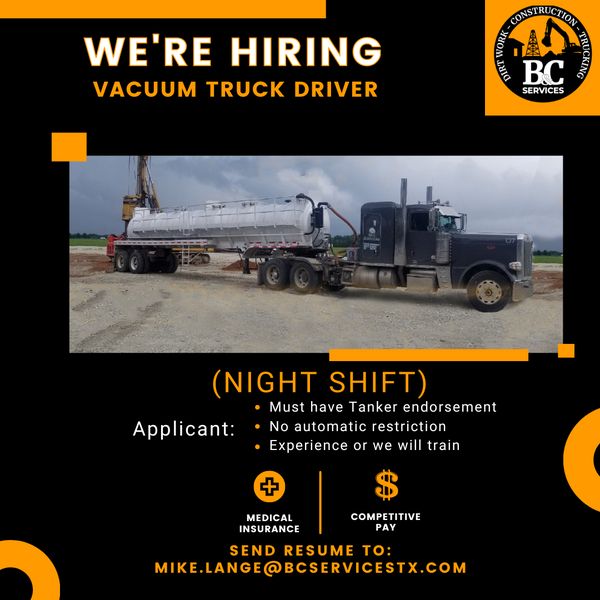 WE'RE HIRING
VACUUM TRUCK DRIVER
DIRT WORK - CONSTRUCTION - TRUCKING
B&C
SERVICES
(NIGHT SHIFT)
Applicant:
• Must have Tanker endorsement
• No automatic restriction
• Experience or we will train
MEDICAL
INSURANCE
$
COMPETITIVE
PAY
SEND RESUME TO:
MIKE.LANGE@BCSERVICESTX.COM